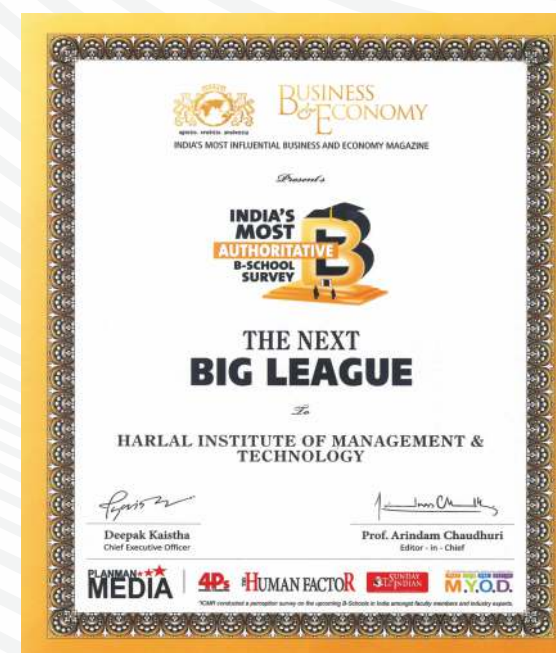 BUSINESS
& ECONOMY
INDIA'S MOST INFLUENTIAL BUSINESS AND ECONOMY MAGAZINE
Present's
INDIA'S
MOST
AUTHORITATIVE
B-SCHOOL
SURVEY
B
THE NEXT
BIG LEAGUE
To
HARLAL INSTITUTE OF MANAGEMENT &
TECHNOLOGY
Deepak Kaistha
Chief Executive Officer
Prof. Arindam Chaudhuri
Editor - in - Chief
PLANMAN
MEDIA
4Ps
HUMAN FACTOR
THE SUNDAY
INDIAN
M.Y.O.D.
*ICMR conducted a perception survey on the upcoming B-Schools in India amongst faculty members and industry experts.